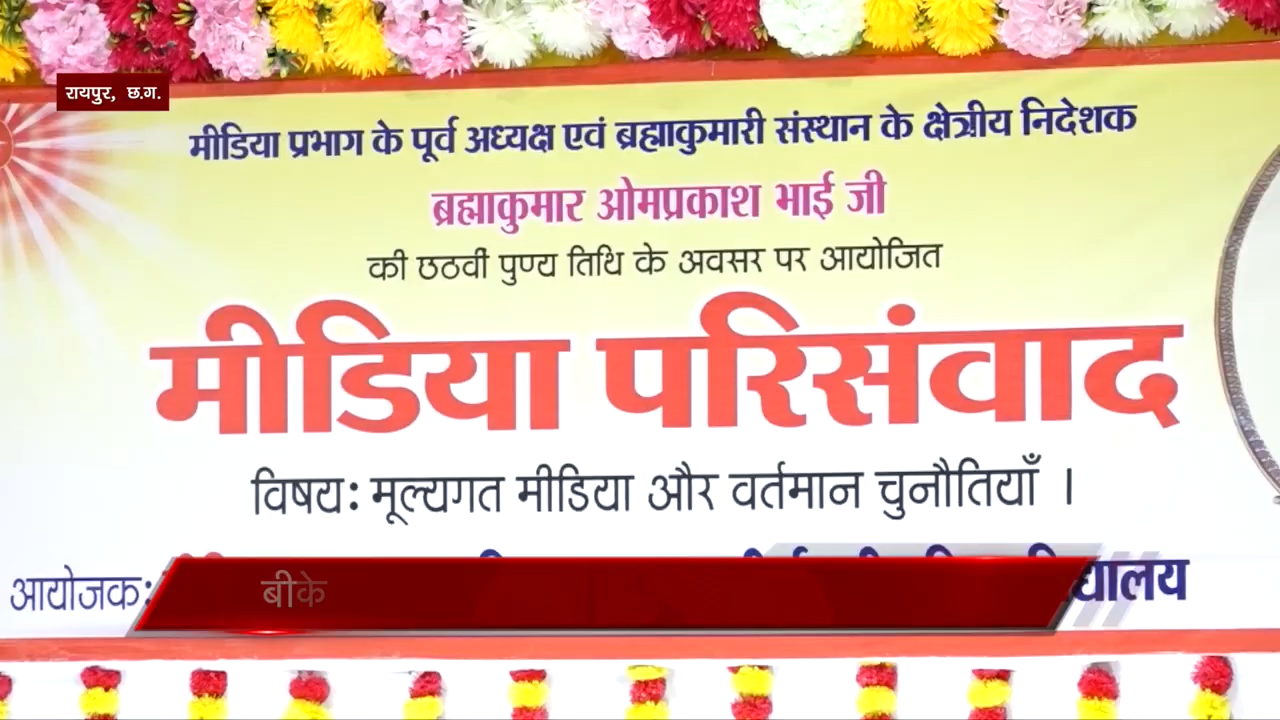 रायपुर, छ.ग.
मीडिया प्रभाग के पूर्व अध्यक्ष एवं ब्रह्माकुमारी संस्थान के क्षेत्रीय निदेशक
ब्रह्माकुमार ओमप्रकाश भाई जी
की छठवीं पुण्य तिथि के अवसर पर आयोजित
मीडिया परिसंवाद
विषय: मूल्यगत मीडिया और वर्तमान चुनौतियाँ ।
आयोजक:
बीके